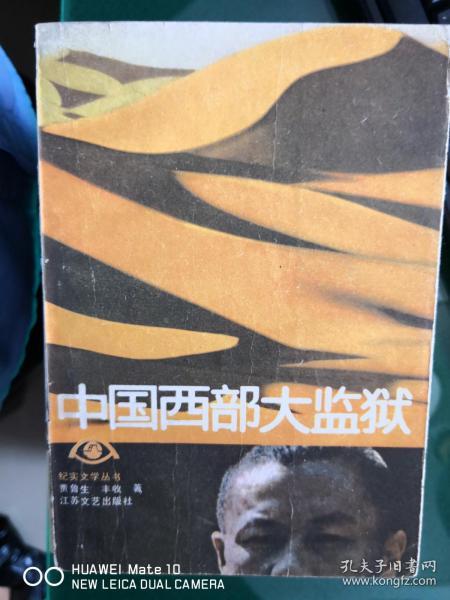 中国西部大监狱
纪实文学丛书
贾鲁生 丰收 著
江苏文艺出版社
HUAWEI Mate 10
NEW LEICA DUAL CAMERA
孔夫子旧书网
www.kongfz.com